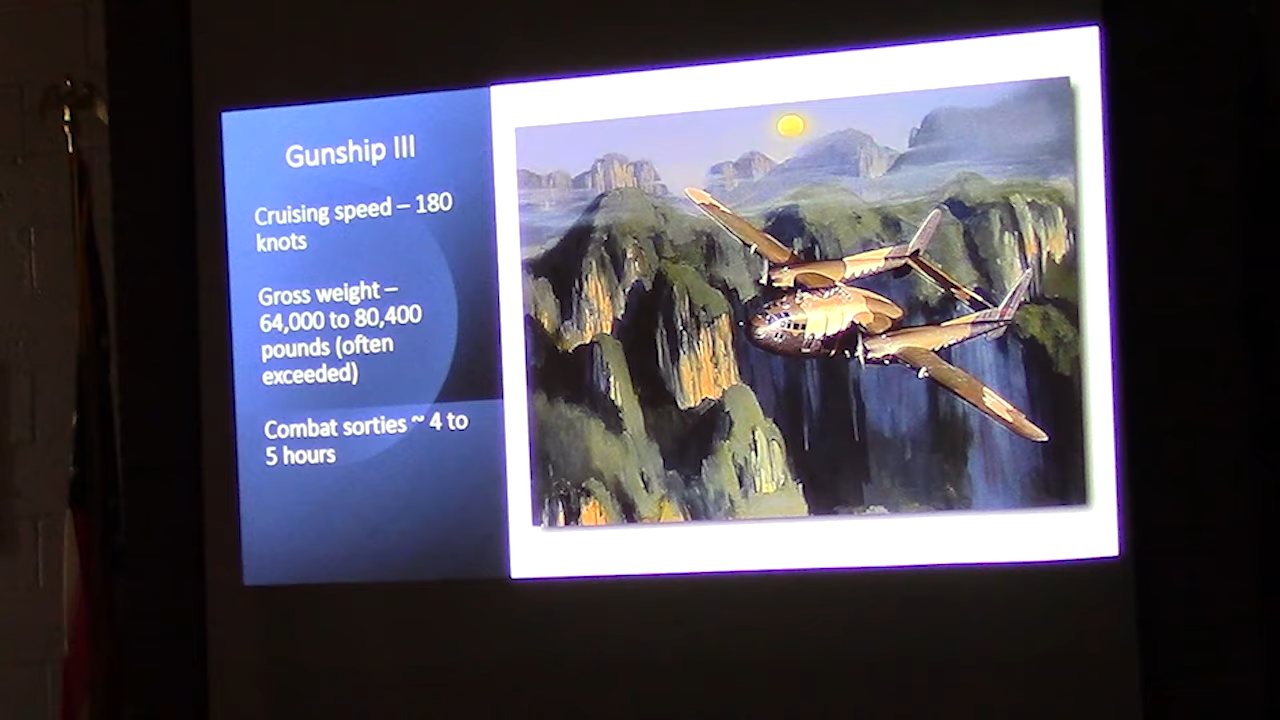 Gunship III
Cruising speed – 180
knots
Gross weight –
64,000 to 80,400
pounds (often
exceeded)
Combat sorties ~ 4 to
5 hours